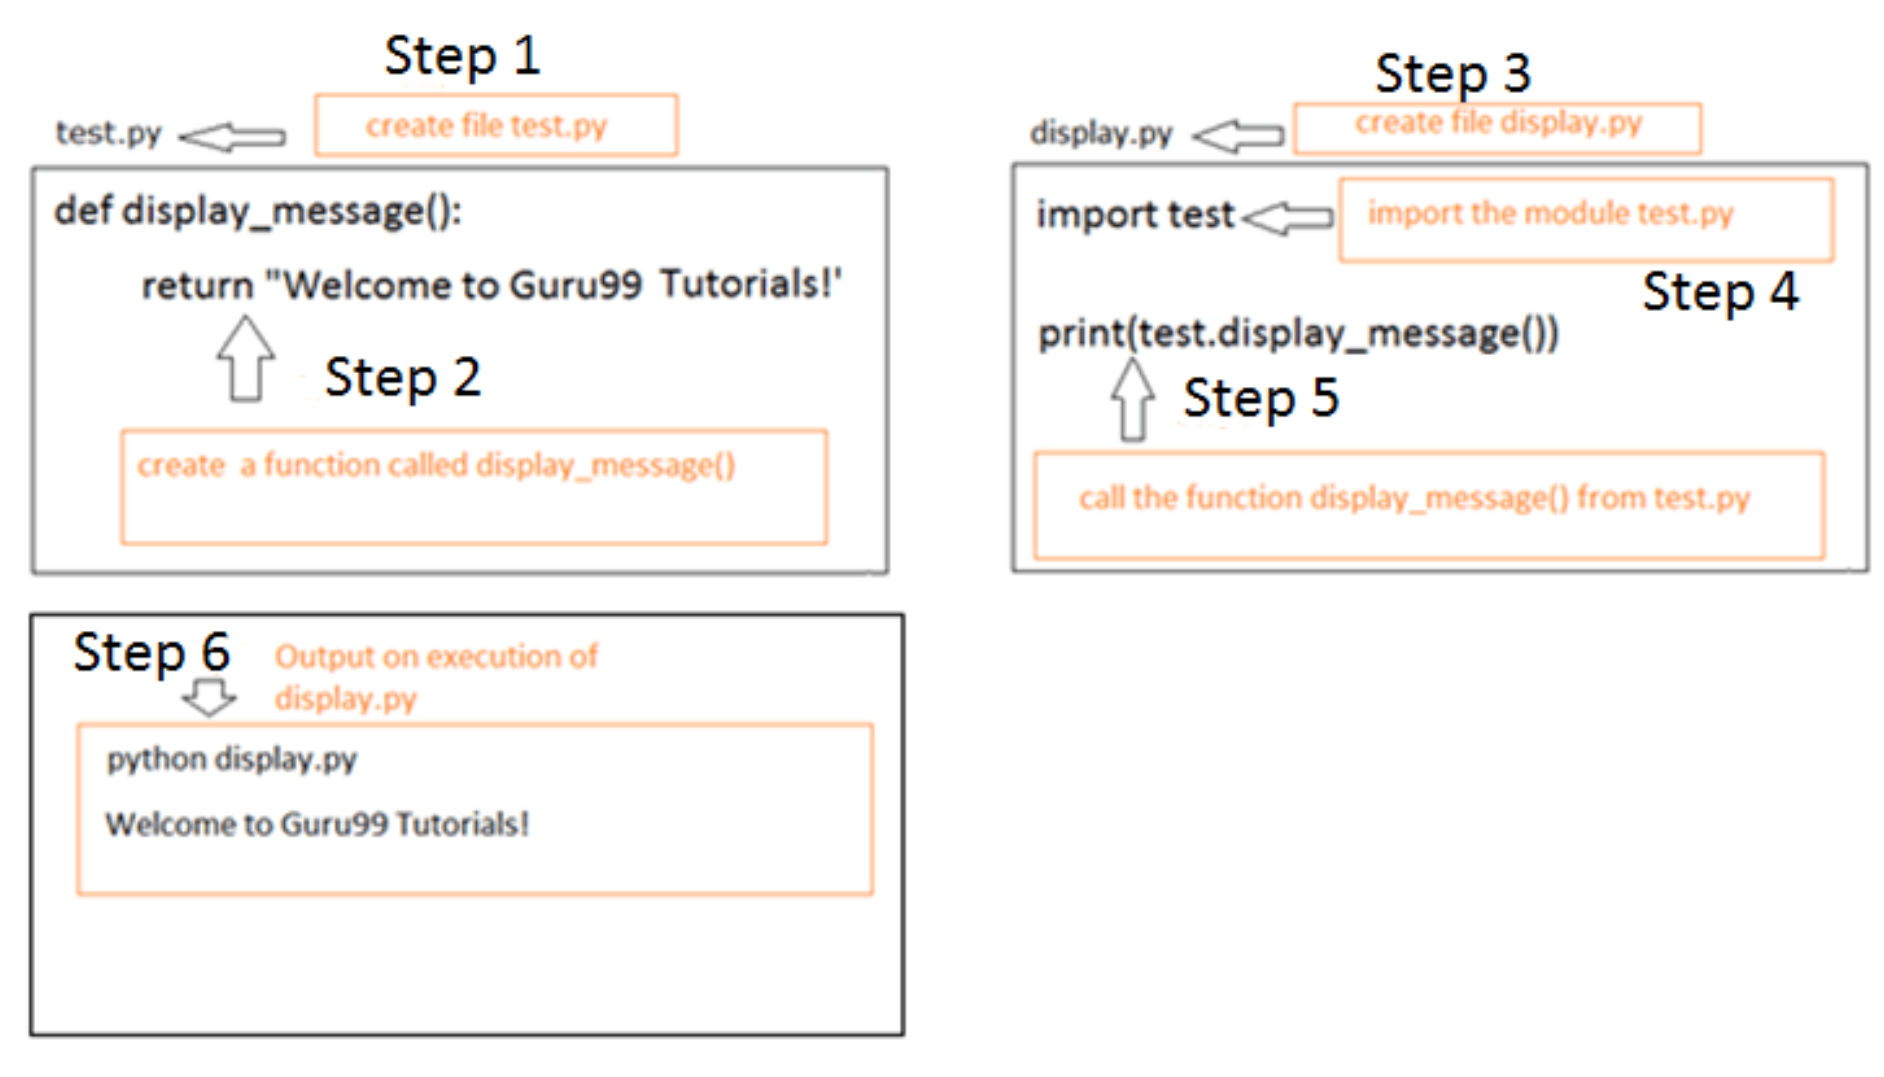 Step 1
test.py
create file test.py
def display_message():
return "Welcome to Guru99 Tutorials!'
Step 2
create a function called display_message()
Step 3
display.py
create file display.py
import test
import the module test.py
Step 4
print(test.display_message())
Step 5
call the function display_message() from test.py
Step 6
Output on execution of
display.py
python display.py
Welcome to Guru99 Tutorials!